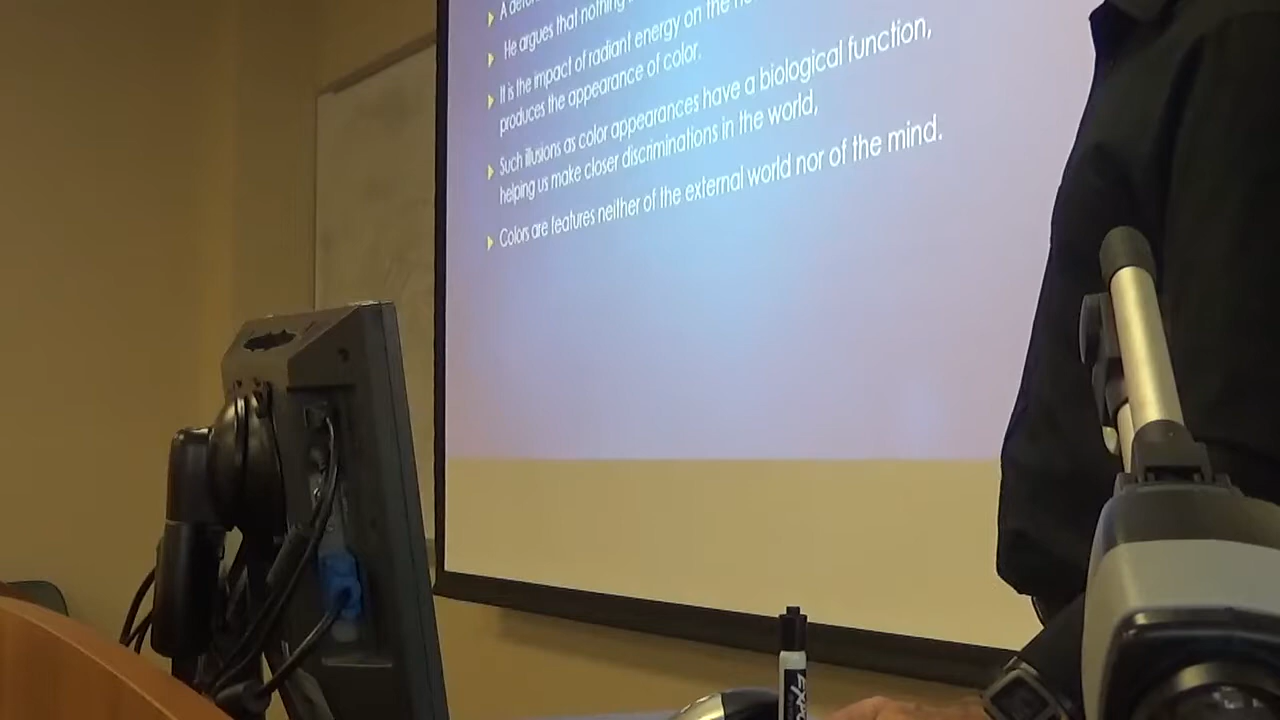 He argues that nothing
It is the impact of radiant energy on the
produces the appearance of color.
Such illusions as color appearances have a biological function,
helping us make closer discriminations in the world,
Colors are features neither of the external world nor of the mind.
EXPO